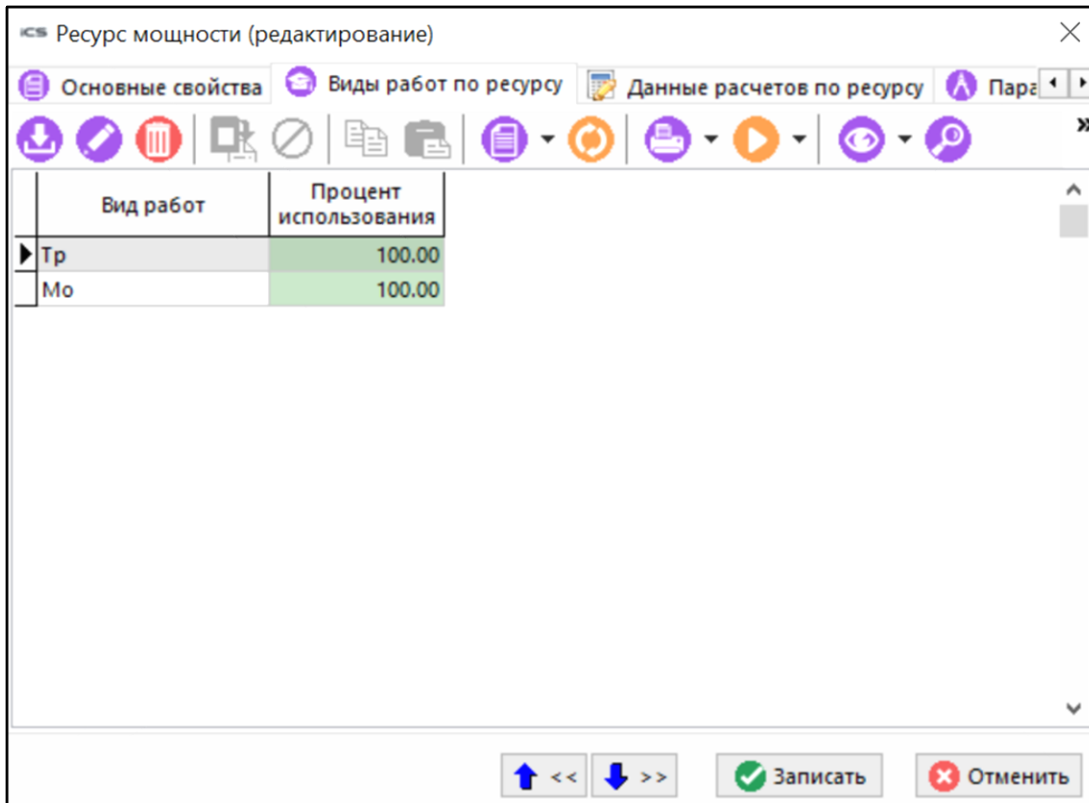 iCS Ресурс мощности (редактирование)
Основные свойства Виды работ по ресурсу Данные расчетов по ресурсу Пара
Вид работ Процент использования
Тр 100.00
Мо 100.00
<< >> Записать Отменить